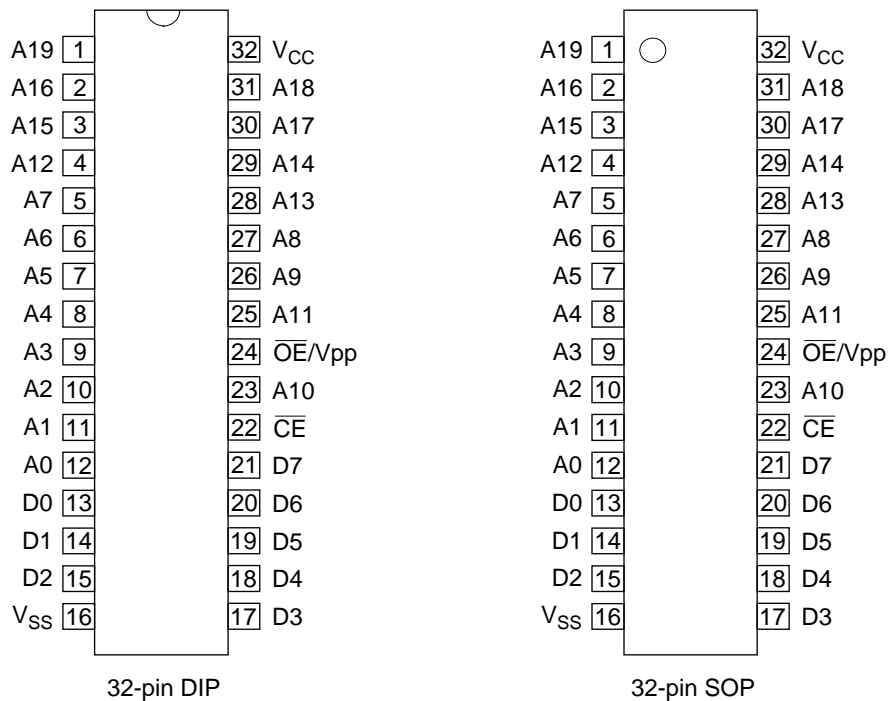 A19 1 32 VCC
A16 2 31 A18
A15 3 30 A17
A12 4 29 A14
A7 5 28 A13
A6 6 27 A8
A5 7 26 A9
A4 8 25 A11
A3 9 24 O̅E̅/Vpp
A2 10 23 A10
A1 11 22 C̅E̅
A0 12 21 D7
D0 13 20 D6
D1 14 19 D5
D2 15 18 D4
VSS 16 17 D3
32-pin DIP
A19 1 32 VCC
A16 2 31 A18
A15 3 30 A17
A12 4 29 A14
A7 5 28 A13
A6 6 27 A8
A5 7 26 A9
A4 8 25 A11
A3 9 24 O̅E̅/Vpp
A2 10 23 A10
A1 11 22 C̅E̅
A0 12 21 D7
D0 13 20 D6
D1 14 19 D5
D2 15 18 D4
VSS 16 17 D3
32-pin SOP